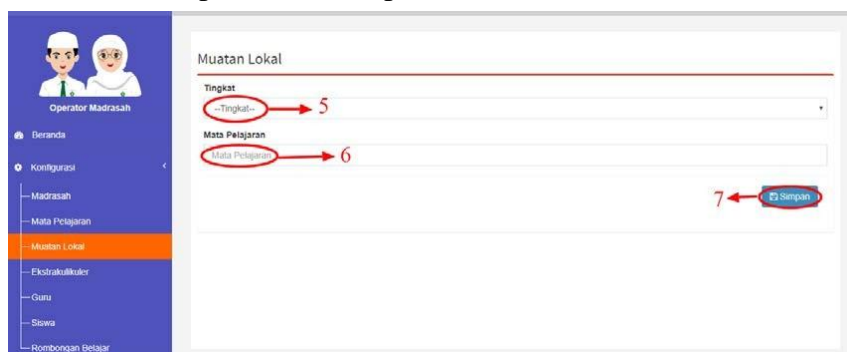 Operator Madrasah
Beranda
Konfigurasi
Madrasah
Mata Pelajaran
Muatan Lokal
Ekstrakulikuler
Guru
Siswa
Rombongan Belajar
Muatan Lokal
Tingkat
--Tingkat-- 5
Mata Pelajaran
Mata Pelajaran 6
7 Simpan